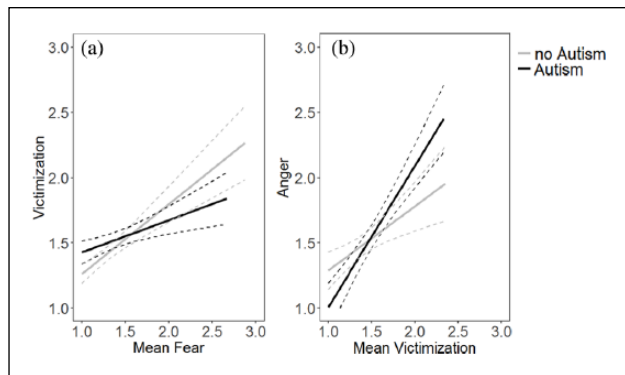 (a)
3.0
2.5
2.0
1.5
1.0
Victimization
1.0 1.5 2.0 2.5 3.0
Mean Fear
(b)
3.0
2.5
2.0
1.5
1.0
Anger
1.0 1.5 2.0 2.5 3.0
Mean Victimization
no Autism
Autism